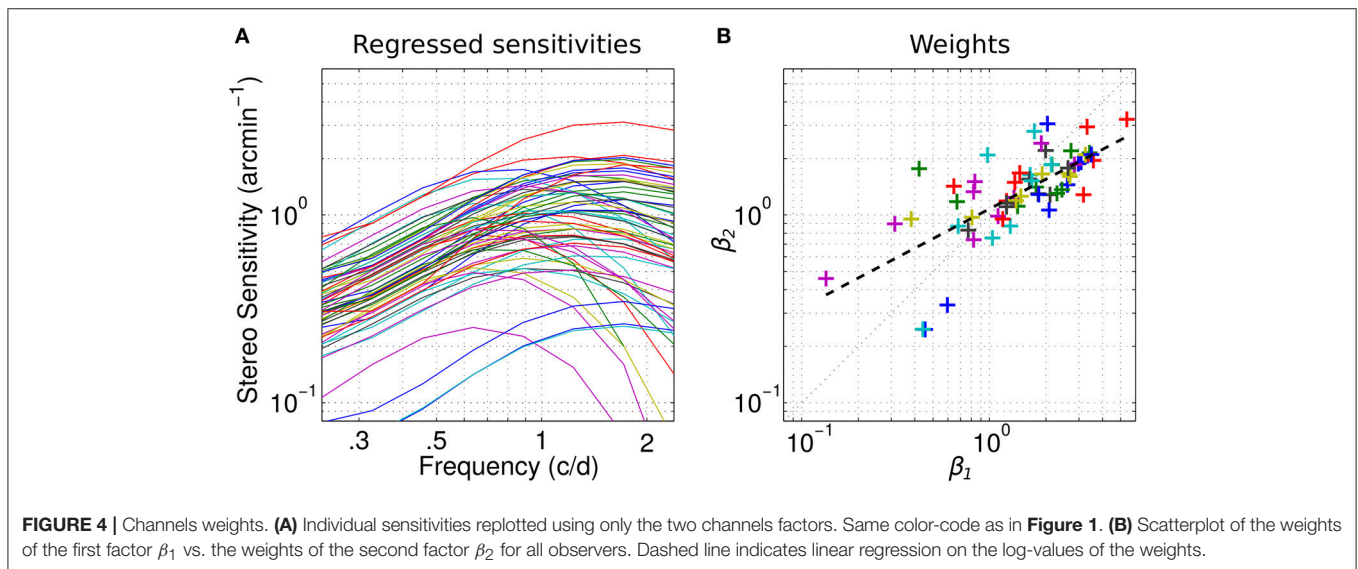 A
Regressed sensitivities
Stereo Sensitivity (arcmin⁻¹)
10⁰
10⁻¹
.3
.5
1
2
Frequency (c/d)
B
Weights
β₂
10⁰
10⁻¹
10⁻¹
10⁰
β₁
FIGURE 4 | Channels weights. (A) Individual sensitivities replotted using only the two channels factors. Same color-code as in Figure 1. (B) Scatterplot of the weights
of the first factor β₁ vs. the weights of the second factor β₂ for all observers. Dashed line indicates linear regression on the log-values of the weights.